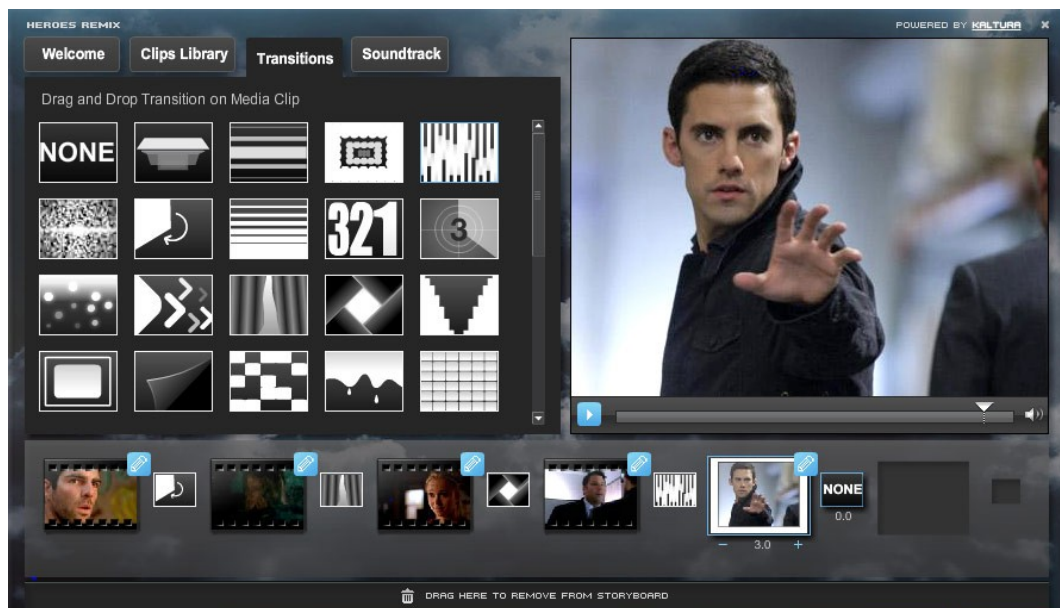 HEROES REMIX
POWERED BY KALTURA ×
Welcome
Clips Library
Transitions
Soundtrack
Drag and Drop Transition on Media Clip
NONE
321
3
NONE
0.0
− 3.0 +
DRAG HERE TO REMOVE FROM STORYBOARD